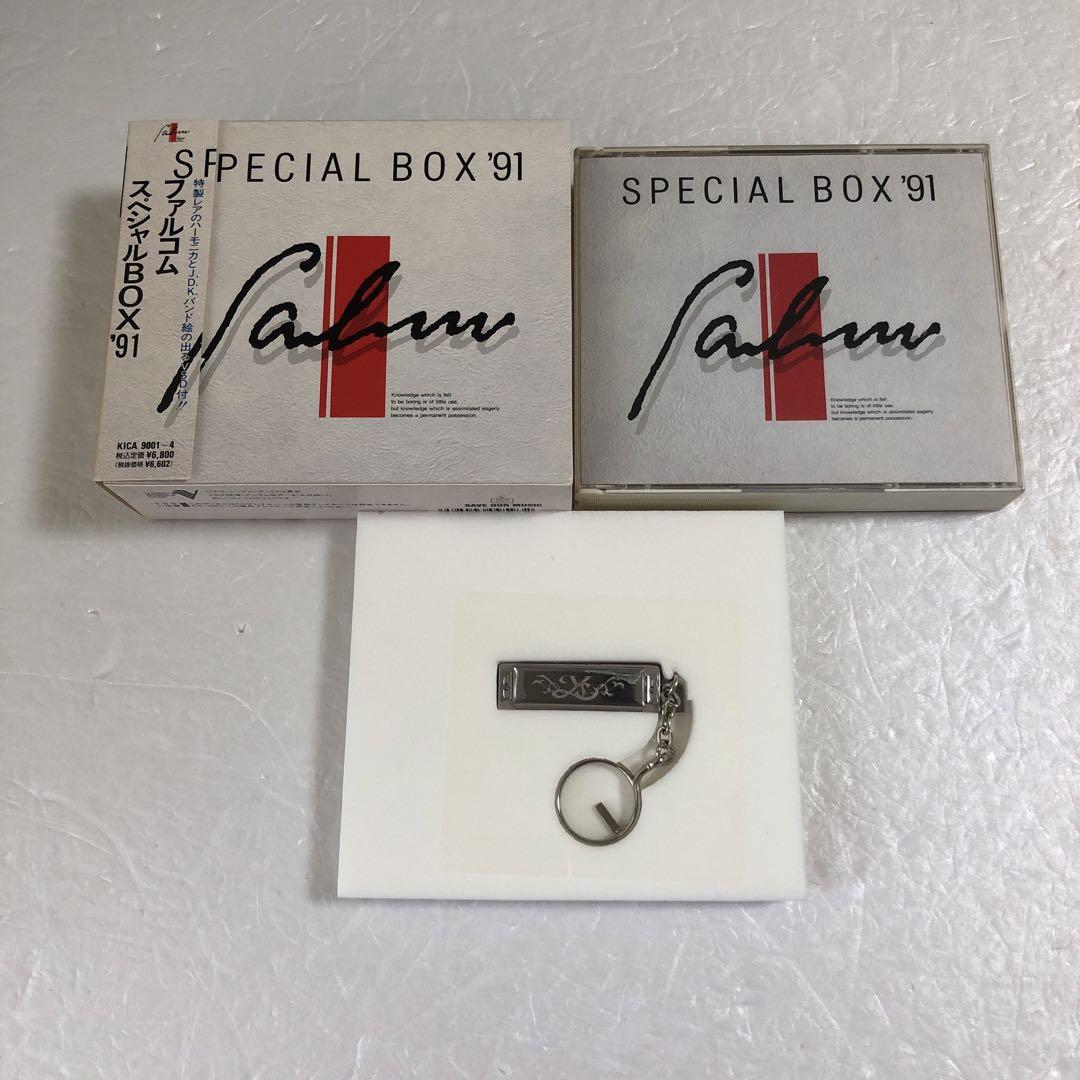 Falcom
SPECIAL BOX '91
ファルコム
スペシャルBOX '91
特製レアのハーモニカとJ.D.K.バンド絵の出るVSD付!!
KICA 9001~4
税込定価 ¥6,800
(税抜価格 ¥6,602)
Falcom
Knowledge which is felt
to be boring is of little use,
but knowledge which is assimilated eagerly
becomes a permanent possession.
SAVE OUR MUSIC
SPECIAL BOX '91
Falcom
Knowledge which is felt
to be boring is of little use,
but knowledge which is assimilated eagerly
becomes a permanent possession.
Ys